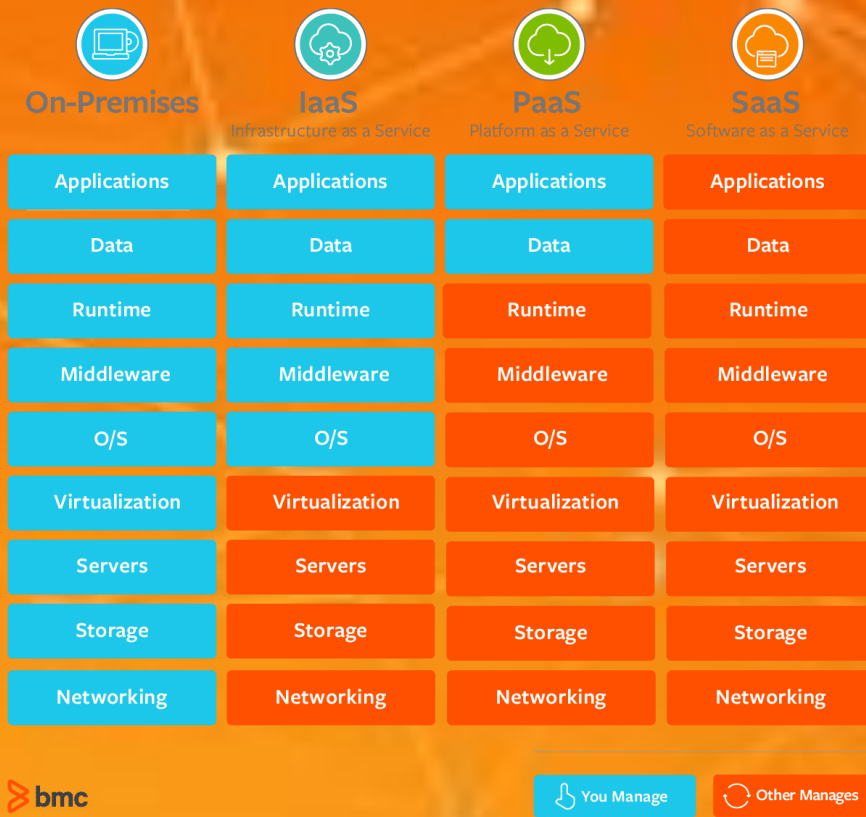 On-Premises
IaaS
Infrastructure as a Service
PaaS
Platform as a Service
SaaS
Software as a Service
Applications
Applications
Applications
Applications
Data
Data
Data
Data
Runtime
Runtime
Runtime
Runtime
Middleware
Middleware
Middleware
Middleware
O/S
O/S
O/S
O/S
Virtualization
Virtualization
Virtualization
Virtualization
Servers
Servers
Servers
Servers
Storage
Storage
Storage
Storage
Networking
Networking
Networking
Networking
bmc
You Manage
Other Manages